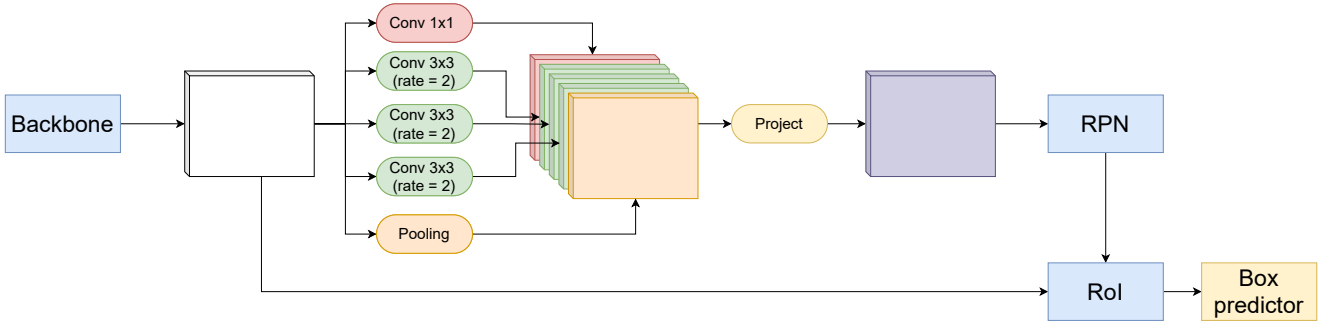 Backbone
Conv 1x1
Conv 3x3
(rate = 2)
Conv 3x3
(rate = 2)
Conv 3x3
(rate = 2)
Pooling
Project
RPN
RoI
Box
predictor